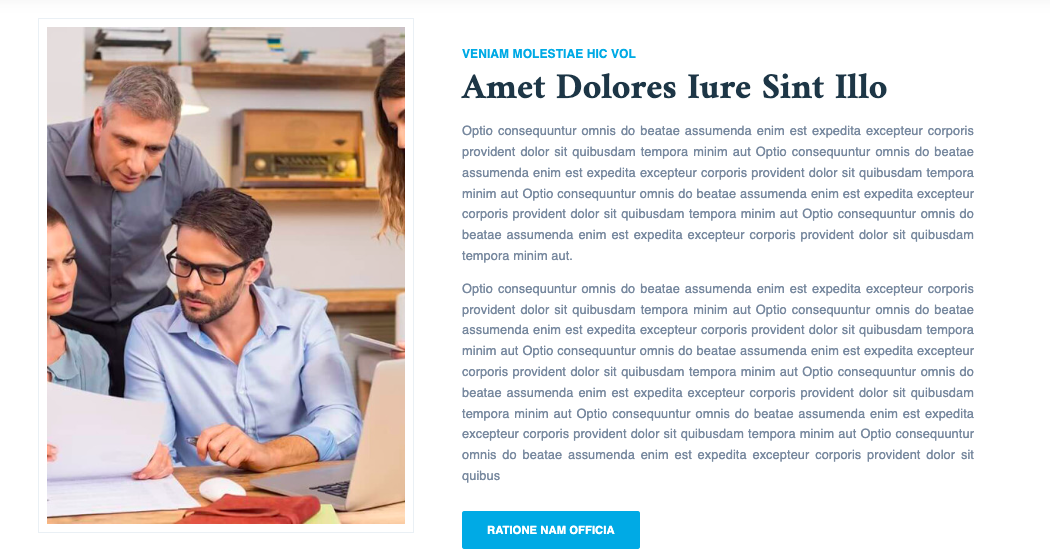 VENIAM MOLESTIAE HIC VOL
Amet Dolores Iure Sint Illo
Optio consequuntur omnis do beatae assumenda enim est expedita excepteur corporis
provident dolor sit quibusdam tempora minim aut Optio consequuntur omnis do beatae
assumenda enim est expedita excepteur corporis provident dolor sit quibusdam tempora
minim aut Optio consequuntur omnis do beatae assumenda enim est expedita excepteur
corporis provident dolor sit quibusdam tempora minim aut Optio consequuntur omnis do
beatae assumenda enim est expedita excepteur corporis provident dolor sit quibusdam
tempora minim aut.
Optio consequuntur omnis do beatae assumenda enim est expedita excepteur corporis
provident dolor sit quibusdam tempora minim aut Optio consequuntur omnis do beatae
assumenda enim est expedita excepteur corporis provident dolor sit quibusdam tempora
minim aut Optio consequuntur omnis do beatae assumenda enim est expedita excepteur
corporis provident dolor sit quibusdam tempora minim aut Optio consequuntur omnis do
beatae assumenda enim est expedita excepteur corporis provident dolor sit quibusdam
tempora minim aut Optio consequuntur omnis do beatae assumenda enim est expedita
excepteur corporis provident dolor sit quibusdam tempora minim aut Optio consequuntur
omnis do beatae assumenda enim est expedita excepteur corporis provident dolor sit
quibus
RATIONE NAM OFFICIA